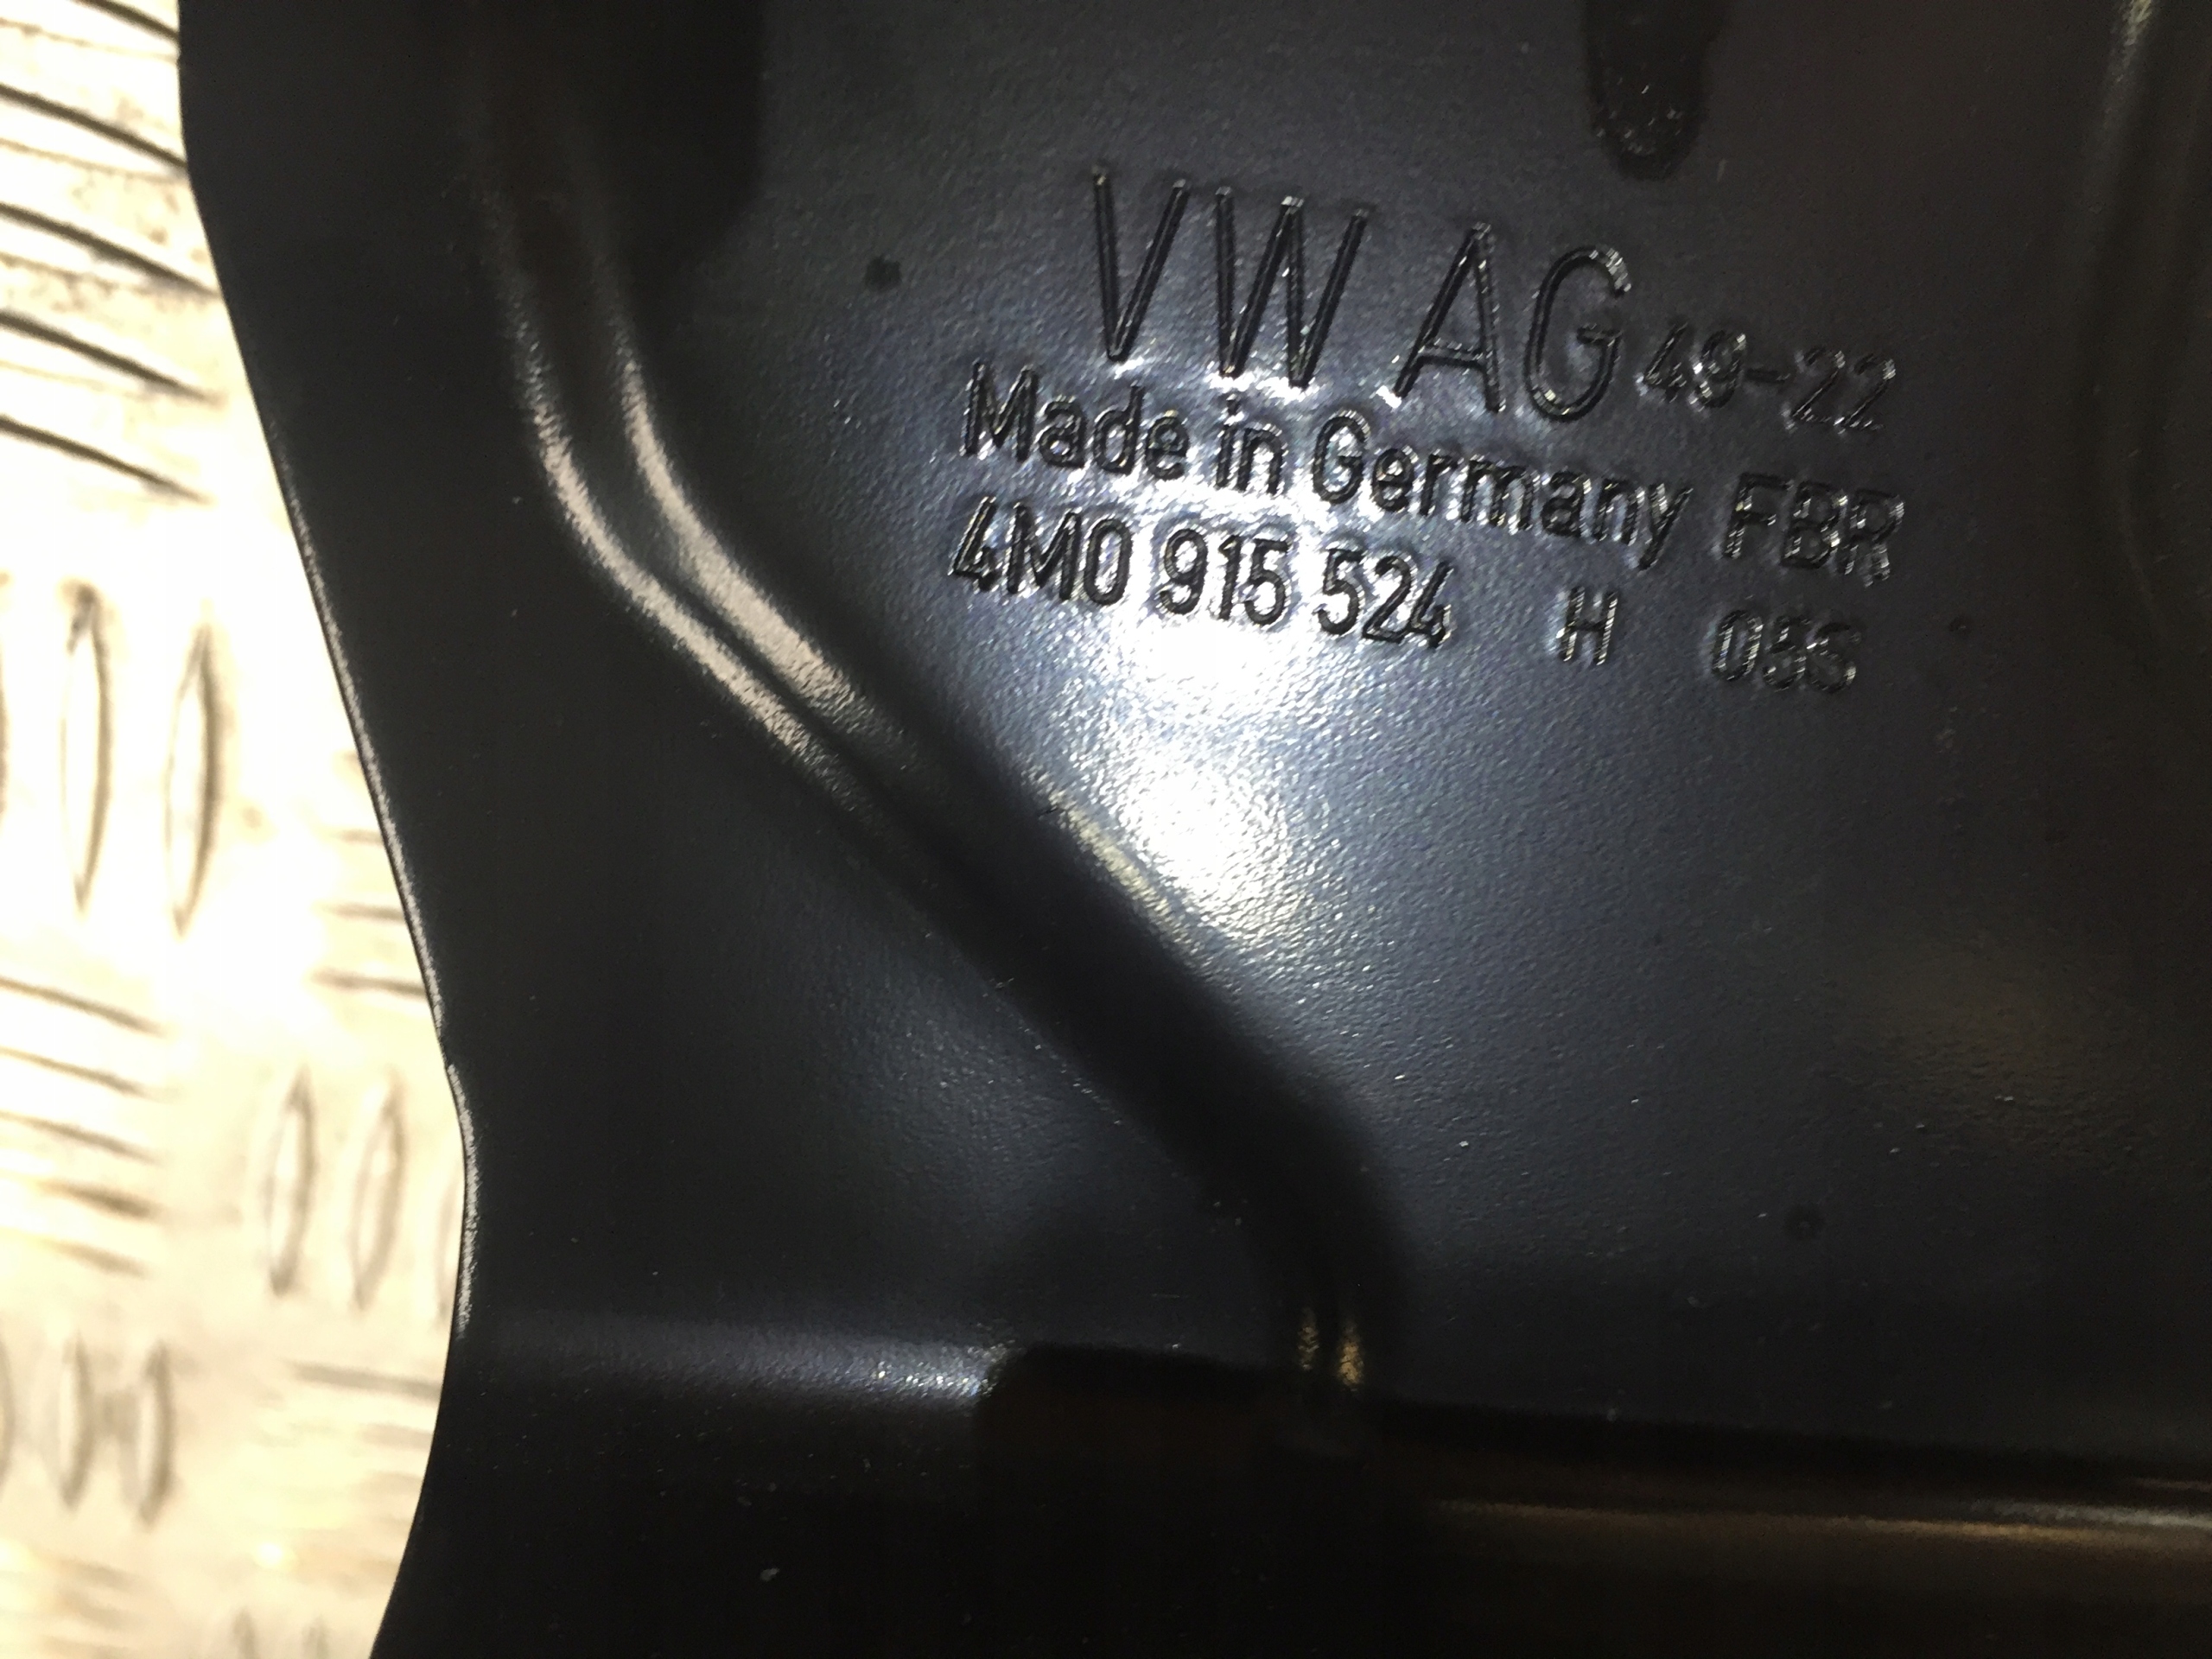 VW AG 49-22
Made in Germany FBR
4M0 915 524 H 05S